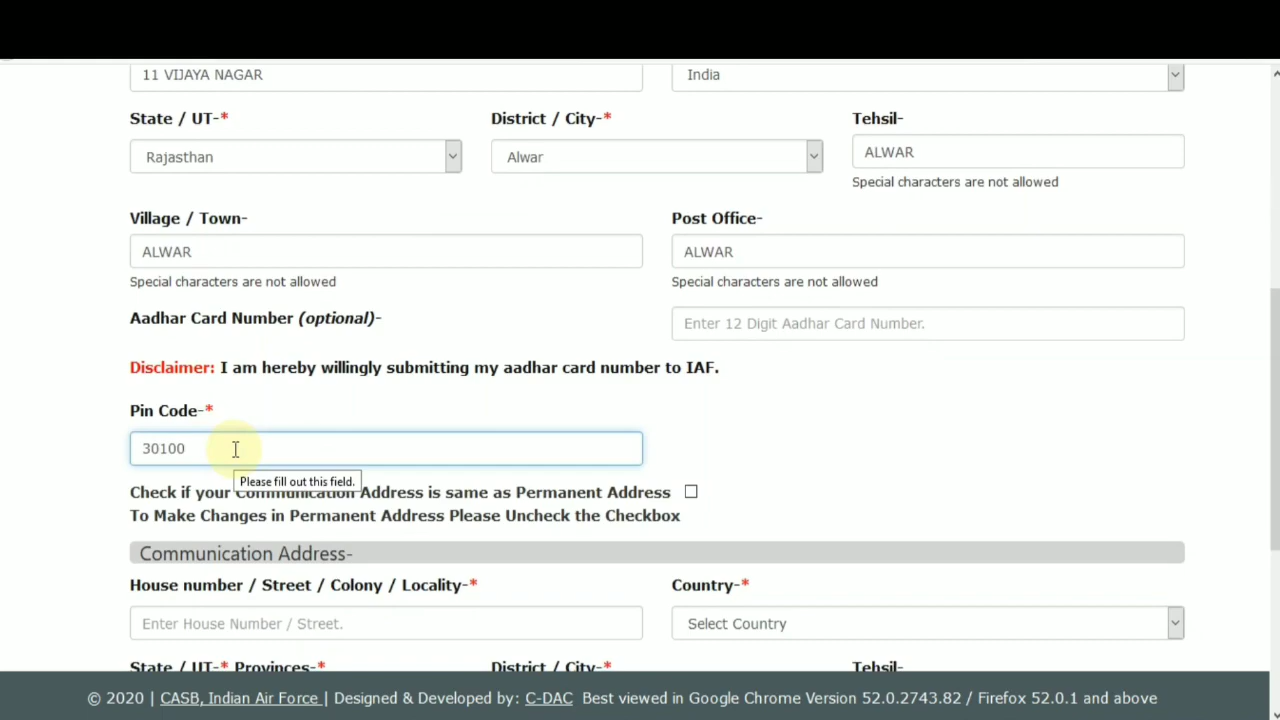 11 VIJAYA NAGAR India
State / UT-* District / City-* Tehsil-
Rajasthan Alwar ALWAR
Special characters are not allowed
Village / Town- Post Office-
ALWAR ALWAR
Special characters are not allowed Special characters are not allowed
Aadhar Card Number (optional)- Enter 12 Digit Aadhar Card Number.
Disclaimer: I am hereby willingly submitting my aadhar card number to IAF.
Pin Code-*
30100
Please fill out this field.
Check if your Communication Address is same as Permanent Address
To Make Changes in Permanent Address Please Uncheck the Checkbox
Communication Address-
House number / Street / Colony / Locality-* Country-*
Enter House Number / Street. Select Country
State / UT-* Provinces-* District / City-* Tehsil-
© 2020 | CASB, Indian Air Force | Designed & Developed by: C-DAC Best viewed in Google Chrome Version 52.0.2743.82 / Firefox 52.0.1 and above